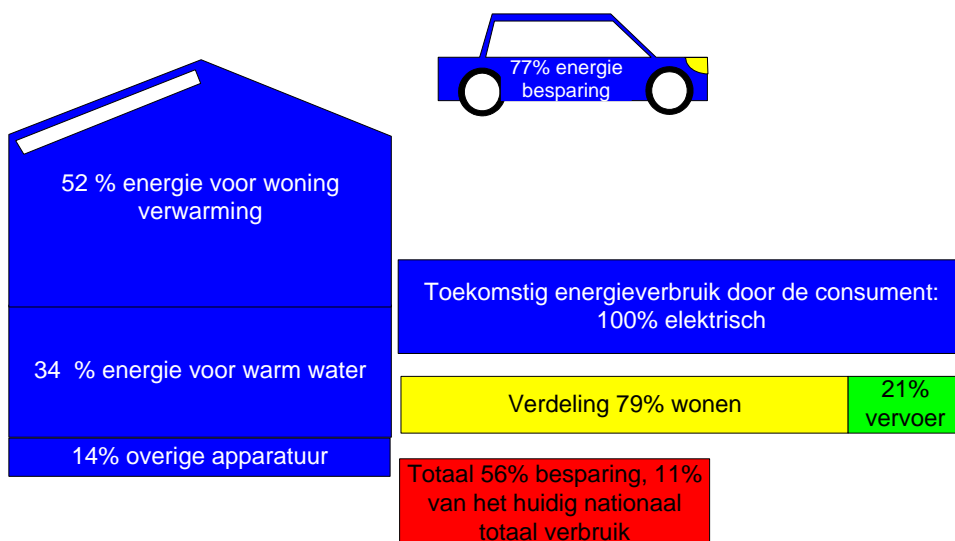 77% energie
besparing
52 % energie voor woning
verwarming
Toekomstig energieverbruik door de consument:
100% elektrisch
34 % energie voor warm water
Verdeling 79% wonen
21%
vervoer
14% overige apparatuur
Totaal 56% besparing, 11%
van het huidig nationaal
totaal verbruik